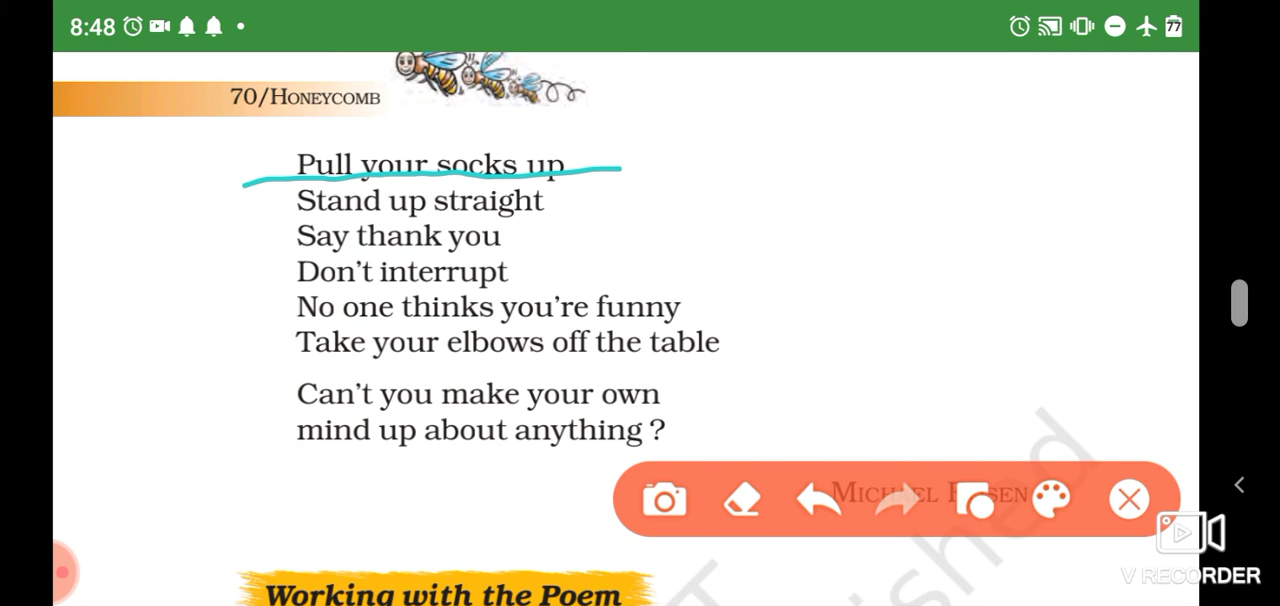 8:48
77
70/HONEYCOMB
Pull your socks up
Stand up straight
Say thank you
Don't interrupt
No one thinks you're funny
Take your elbows off the table
Can't you make your own
mind up about anything ?
MICHAEL
V RECORDER
Working with the Poem